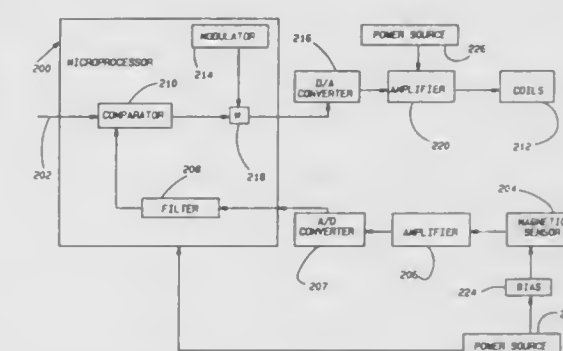 MODULATOR
POWER SOURCE
200
216
226
MICROPROCESSOR
214
210
D/A
CONVERTER
AMPLIFIER
COILS
COMPARATOR
202
218
220
212
208
204
FILTER
A/D
CONVERTER
AMPLIFIER
MAGNETIC
SENSOR
207
206
224
BIAS
POWER SOURCE